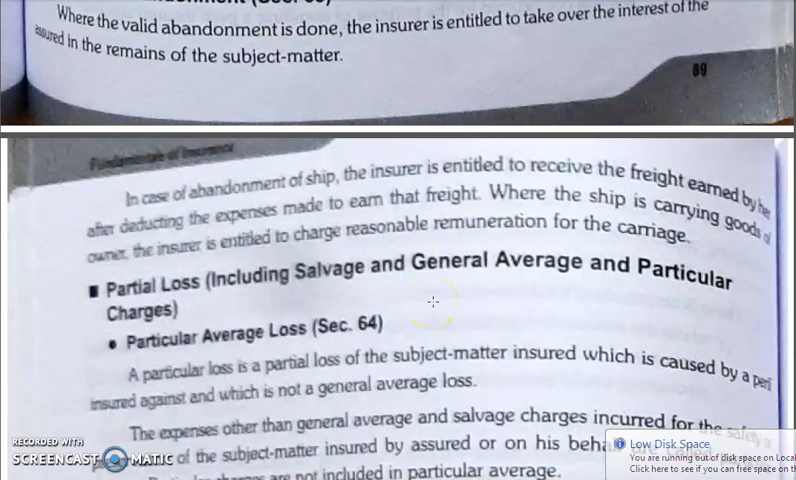 Where the valid abandonment is done, the insurer is entitled to take over the interest of the
assured in the remains of the subject-matter.
89
Fundamentals of Insurance
In case of abandonment of ship, the insurer is entitled to receive the freight earned by her
after deducting the expenses made to earn that freight. Where the ship is carrying goods of
owner, the insurer is entitled to charge reasonable remuneration for the carriage.
■ Partial Loss (Including Salvage and General Average and Particular
Charges)
• Particular Average Loss (Sec. 64)
A particular loss is a partial loss of the subject-matter insured which is caused by a peril
insured against and which is not a general average loss.
The expenses other than general average and salvage charges incurred for the safety
of the subject-matter insured by assured or on his
are not included in particular average.
RECORDED WITH
SCREENCAST MATIC
Low Disk Space
You are running out of disk space on Local
Click here to see if you can free space on